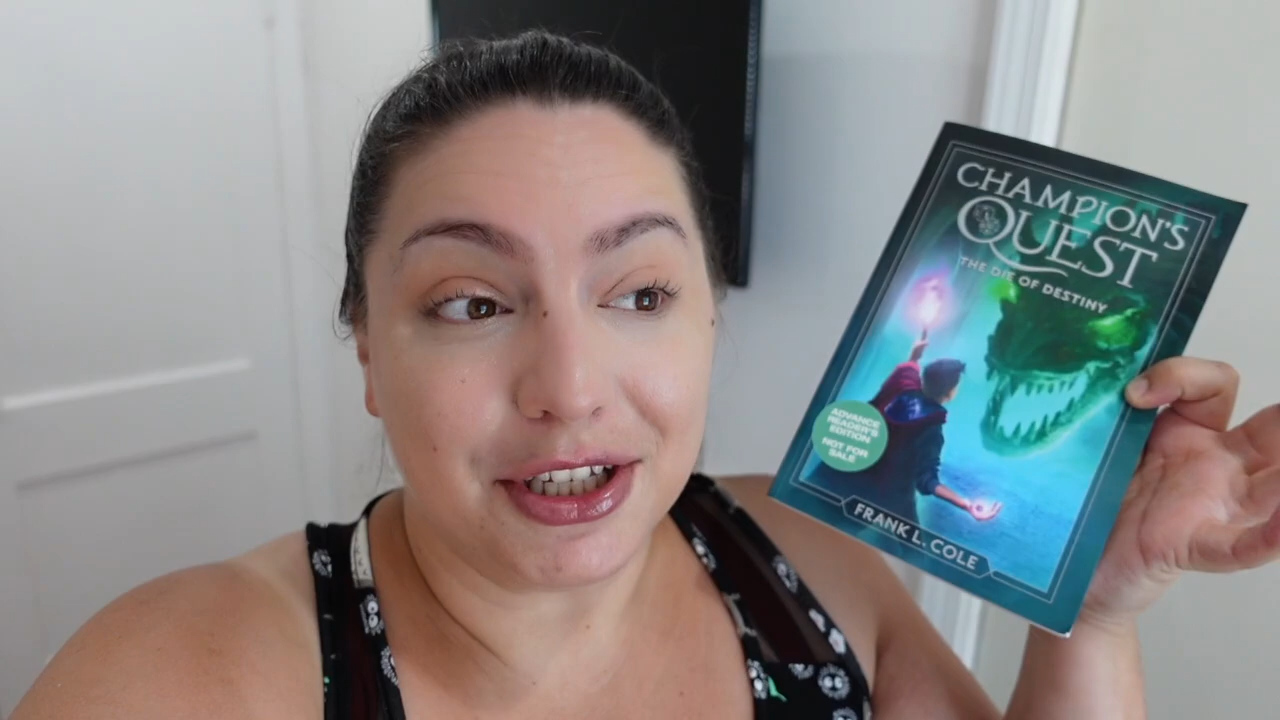 CHAMPION'S
QUEST
THE DIE OF DESTINY
ADVANCE
READER'S
EDITION
NOT FOR
SALE
FRANK L. COLE